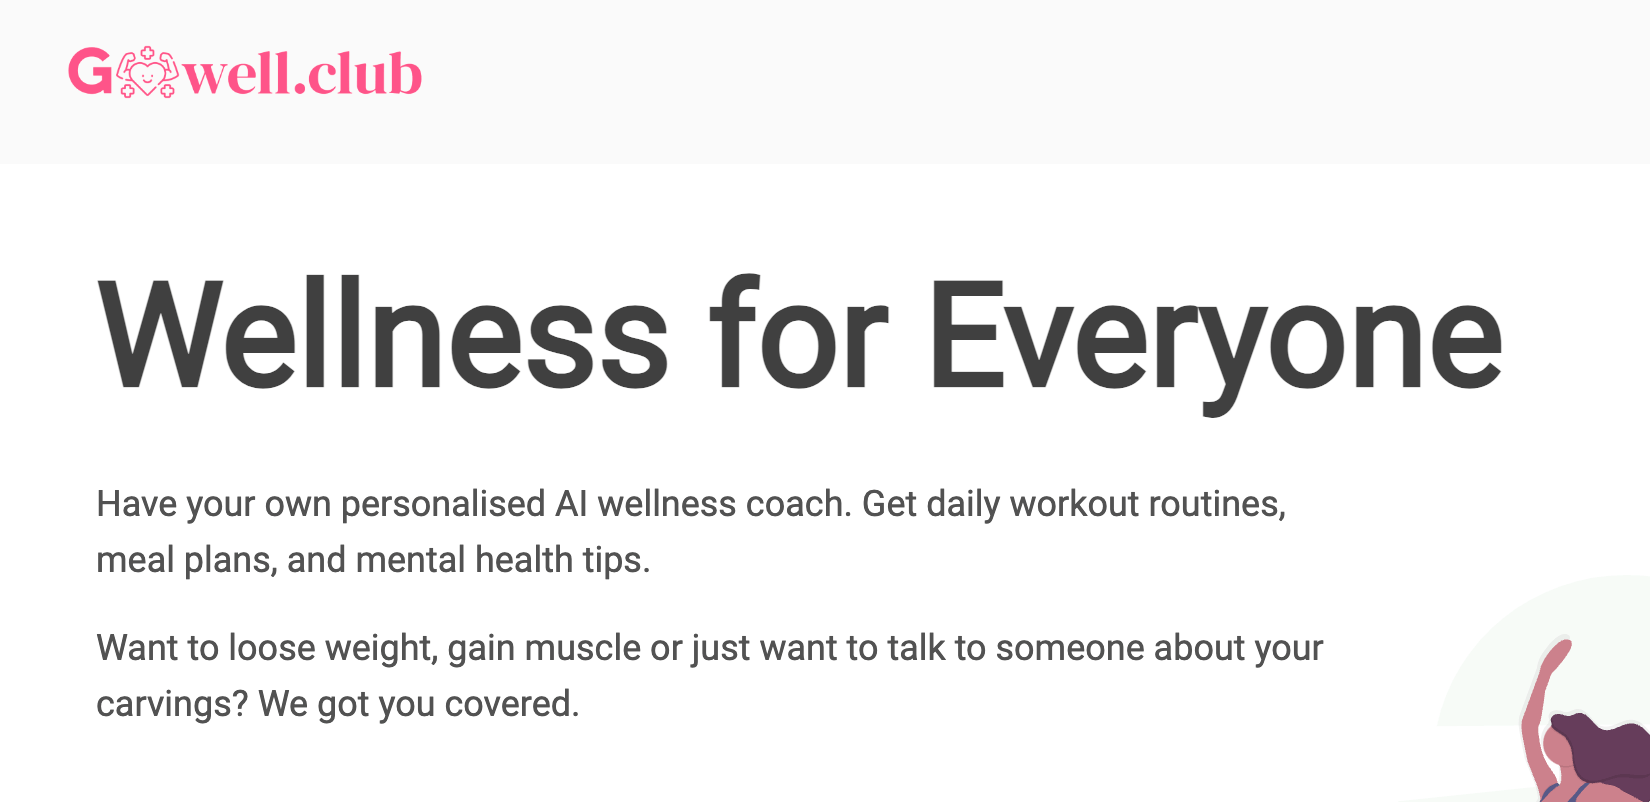 Gowell.club
Wellness for Everyone
Have your own personalised AI wellness coach. Get daily workout routines,
meal plans, and mental health tips.
Want to loose weight, gain muscle or just want to talk to someone about your
carvings? We got you covered.